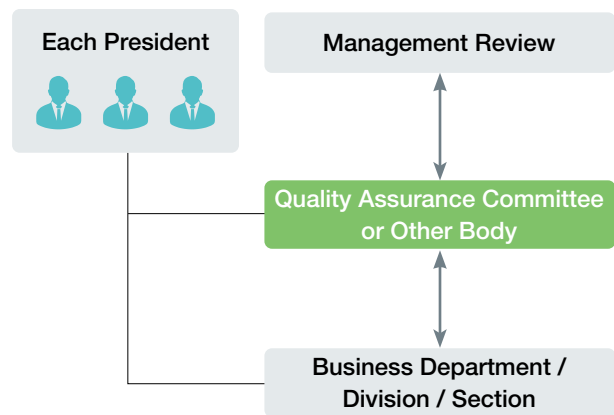 Each President
Management Review
Quality Assurance Committee
or Other Body
Business Department /
Division / Section